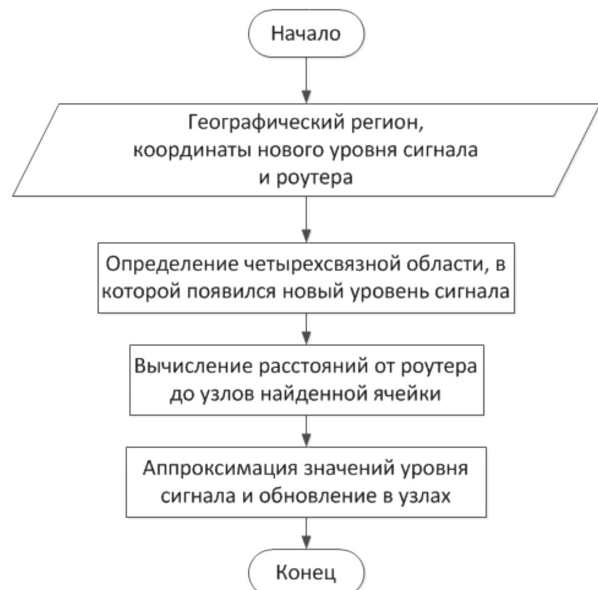 Начало
Географический регион,
координаты нового уровня сигнала
и роутера
Определение четырехсвязной области, в
которой появился новый уровень сигнала
Вычисление расстояний от роутера
до узлов найденной ячейки
Аппроксимация значений уровня
сигнала и обновление в узлах
Конец